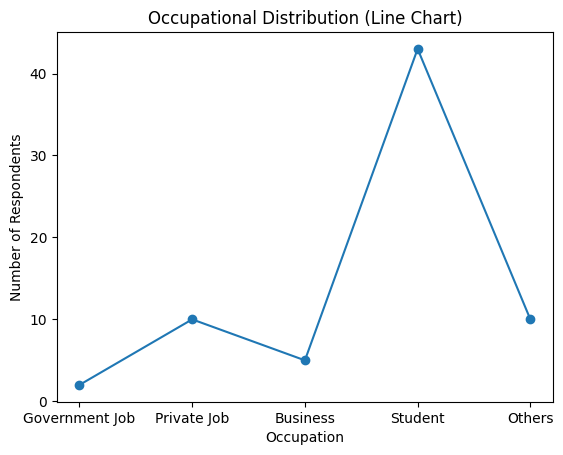 Occupational Distribution (Line Chart)
Number of Respondents
40
30
20
10
0
Government Job Private Job Business Student Others
Occupation